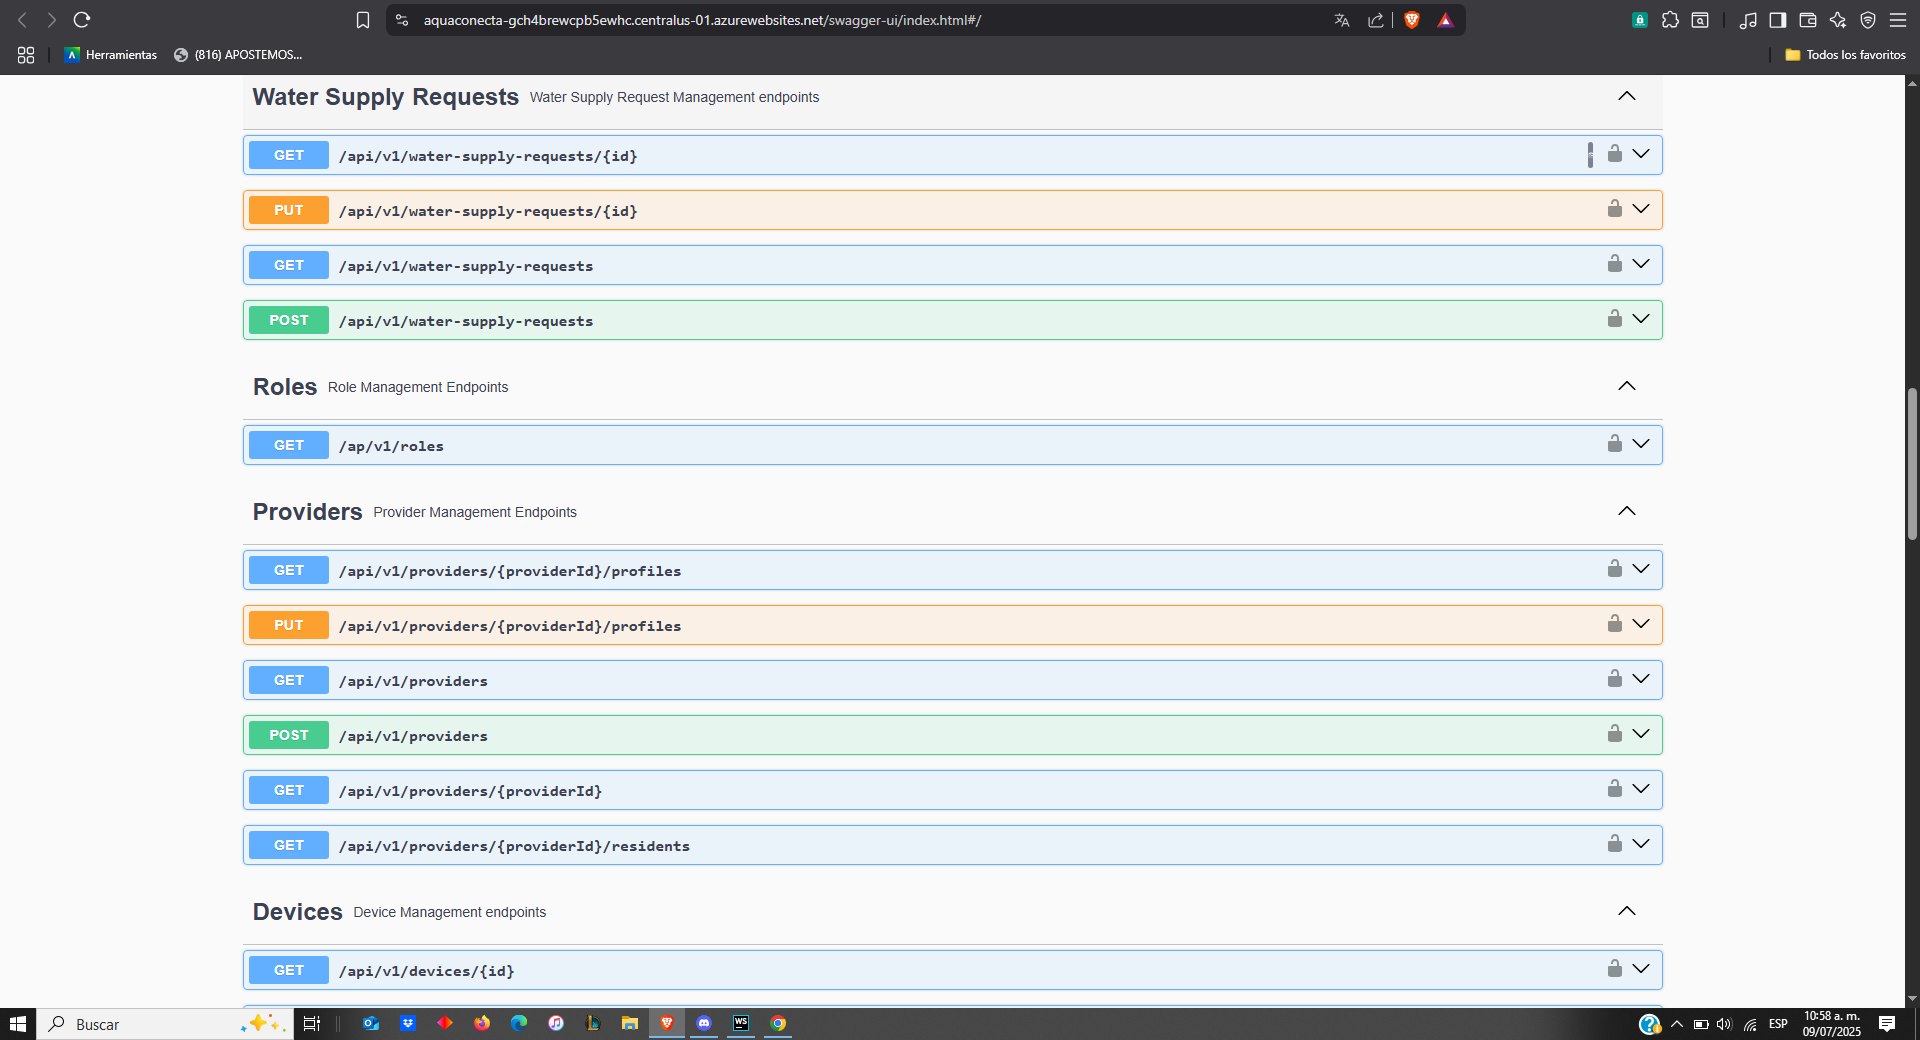 aquaconecta-gch4brewcpb5ewhc.centralus-01.azurewebsites.net/swagger-ui/index.html#/
Herramientas
(816) APOSTEMOS...
Todos los favoritos
Water Supply Requests Water Supply Request Management endpoints
GET /api/v1/water-supply-requests/{id}
PUT /api/v1/water-supply-requests/{id}
GET /api/v1/water-supply-requests
POST /api/v1/water-supply-requests
Roles Role Management Endpoints
GET /ap/v1/roles
Providers Provider Management Endpoints
GET /api/v1/providers/{providerId}/profiles
PUT /api/v1/providers/{providerId}/profiles
GET /api/v1/providers
POST /api/v1/providers
GET /api/v1/providers/{providerId}
GET /api/v1/providers/{providerId}/residents
Devices Device Management endpoints
GET /api/v1/devices/{id}
Buscar
WS
ESP
10:58 a. m.
09/07/2025